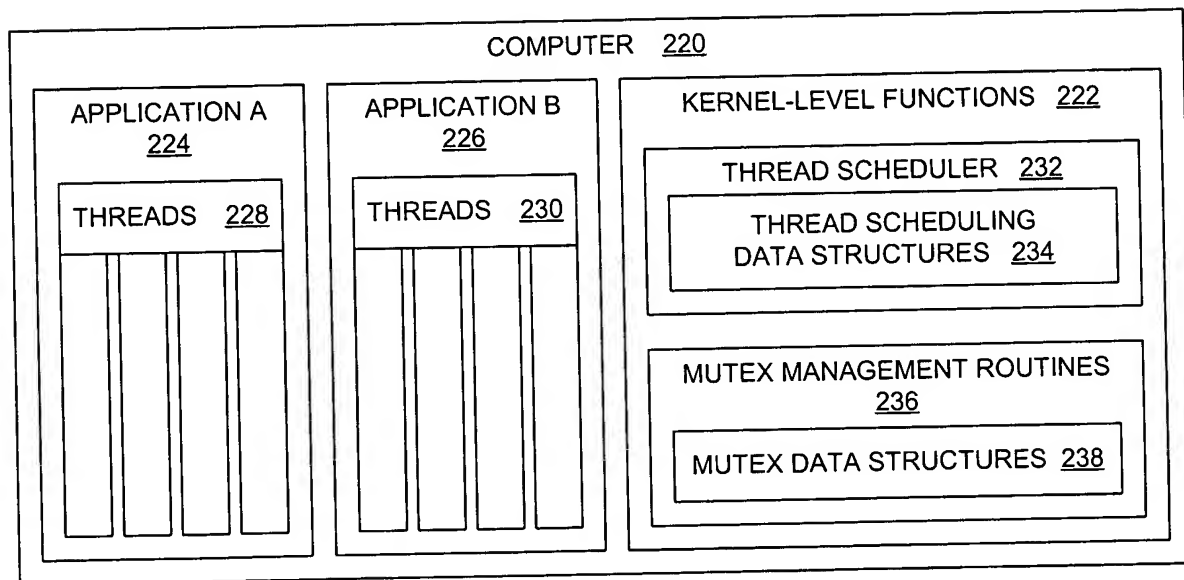 COMPUTER 220
APPLICATION A
224
THREADS 228
APPLICATION B
226
THREADS 230
KERNEL-LEVEL FUNCTIONS 222
THREAD SCHEDULER 232
THREAD SCHEDULING
DATA STRUCTURES 234
MUTEX MANAGEMENT ROUTINES
236
MUTEX DATA STRUCTURES 238